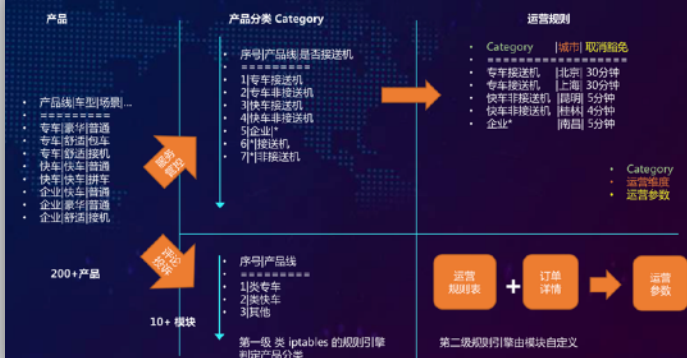 产品
产品分类 Category
运营规则
产品线|车型|场景|...
=========
专车|豪华|普通
专车|舒适|包车
专车|舒适|接机
快车|快车|普通
快车|快车|拼车
企业|快车|普通
企业|豪华|普通
企业|舒适|接机
200+产品
服务
管控
序号|产品线|是否接送机
=========
1|专车接送机
2|专车非接送机
3|快车接送机
4|快车非接送机
5|企业|*
6|*|接送机
7|*|非接送机
Category |城市| 取消豁免
==================
专车接送机 |北京| 30分钟
专车接送机 |上海| 30分钟
快车非接送机 |昆明| 5分钟
快车非接送机 |桂林| 4分钟
企业* |南昌| 5分钟
Category
运营维度
运营参数
10+ 模块
序号|产品线
=========
1|类专车
2|类快车
3|其他
第一级 类 iptables 的规则引擎
判定产品分类
运营
规则表
+
订单
详情
运营
参数
第二级规则引擎由模块自定义